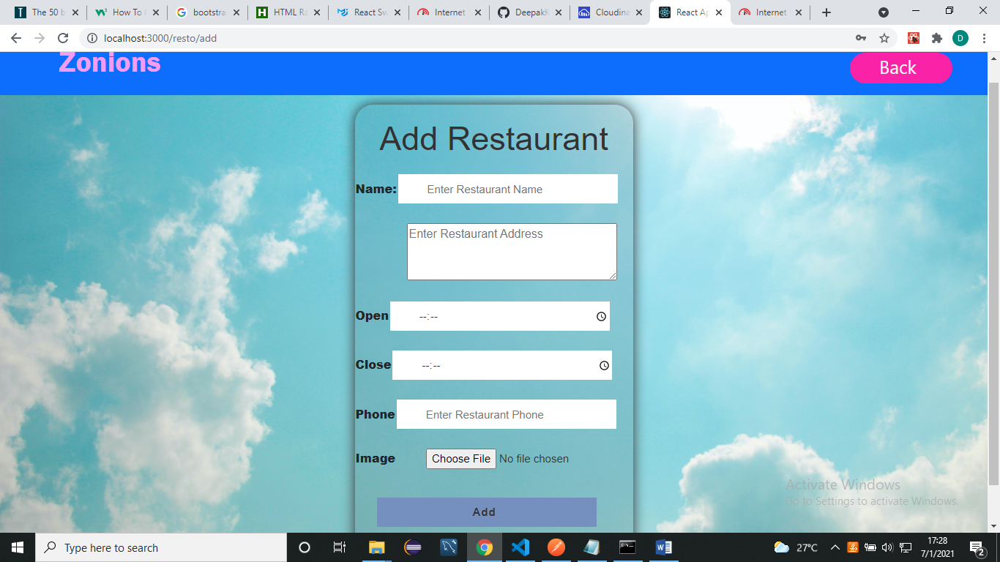 The 50 b
How To C
bootstra
HTML Ra
React Sw
Internet
DeepakK
Cloudina
React Ap
Internet
localhost:3000/resto/add
D
Zonions
Back
Add Restaurant
Name: Enter Restaurant Name
Enter Restaurant Address
Open --:--
Close --:--
Phone Enter Restaurant Phone
Image Choose File No file chosen
Add
Activate Windows
Go to Settings to activate Windows.
Type here to search
27°C
17:28
7/1/2021
2